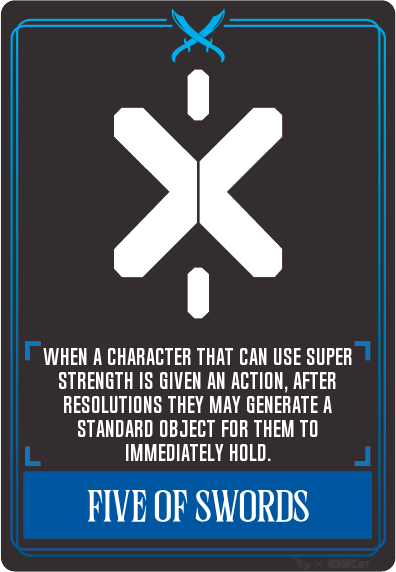 WHEN A CHARACTER THAT CAN USE SUPER
STRENGTH IS GIVEN AN ACTION, AFTER
RESOLUTIONS THEY MAY GENERATE A
STANDARD OBJECT FOR THEM TO
IMMEDIATELY HOLD.
FIVE OF SWORDS